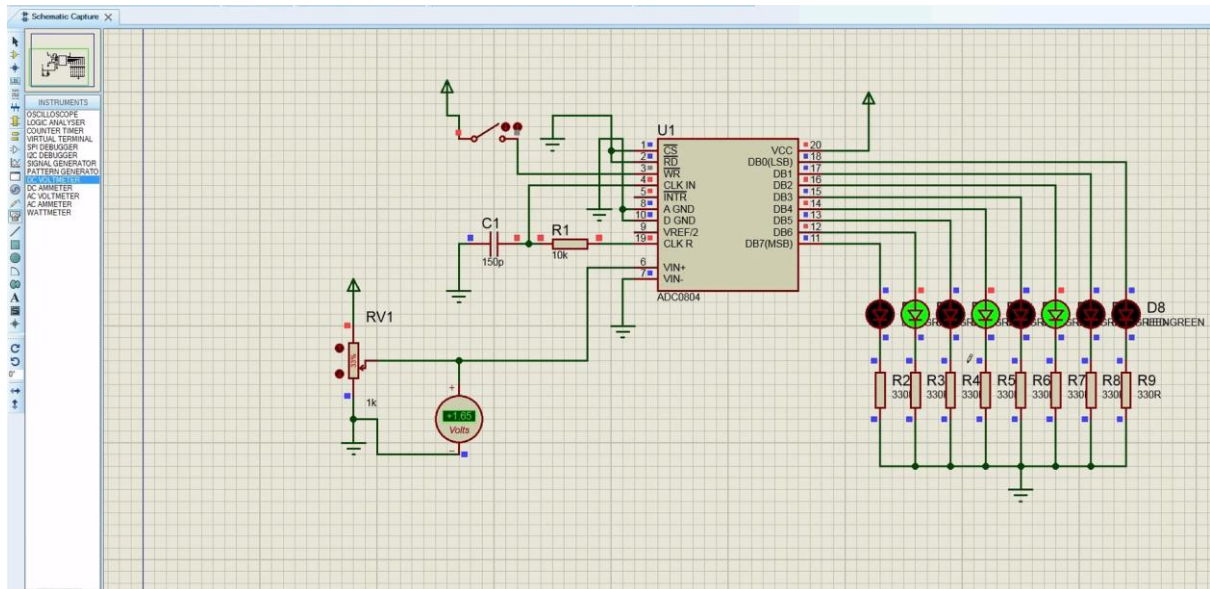 Schematic Capture
INSTRUMENTS
OSCILLOSCOPE
LOGIC ANALYSER
COUNTER TIMER
VIRTUAL TERMINAL
SPI DEBUGGER
I2C DEBUGGER
SIGNAL GENERATOR
PATTERN GENERATO
DC VOLTMETER
DC AMMETER
AC VOLTMETER
AC AMMETER
WATTMETER
U1
1 CS
2 RD
3 WR
4 CLK IN
5 INTR
8 A GND
10 D GND
9 VREF/2
19 CLK R
6 VIN+
7 VIN-
VCC 20
DB0(LSB) 18
DB1 17
DB2 16
DB3 15
DB4 14
DB5 13
DB6 12
DB7(MSB) 11
ADC0804
C1
150p
R1
10k
RV1
33%
1k
+1.65
Volts
D8
GREEN
R2
R3
R4
R5
R6
R7
R8
R9
330R